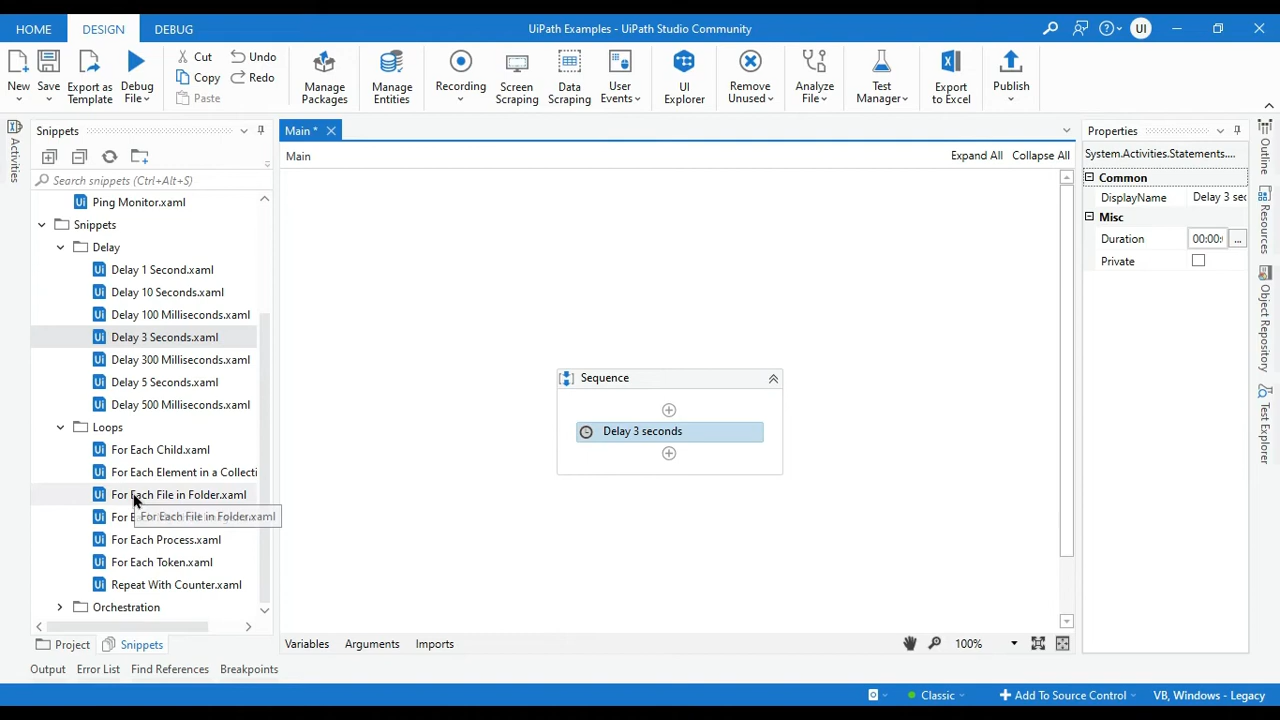 HOME
DESIGN
DEBUG
UiPath Examples - UiPath Studio Community
UI
New
Save
Export as Template
Debug File
Cut
Copy
Paste
Undo
Redo
Manage Packages
Manage Entities
Recording
Screen Scraping
Data Scraping
User Events
UI Explorer
Remove Unused
Analyze File
Test Manager
Export to Excel
Publish
Activities
Snippets
Search snippets (Ctrl+Alt+S)
Ping Monitor.xaml
Snippets
Delay
Delay 1 Second.xaml
Delay 10 Seconds.xaml
Delay 100 Milliseconds.xaml
Delay 3 Seconds.xaml
Delay 300 Milliseconds.xaml
Delay 5 Seconds.xaml
Delay 500 Milliseconds.xaml
Loops
For Each Child.xaml
For Each Element in a Collecti
For Each File in Folder.xaml
For Each File in Folder.xaml
For Each Process.xaml
For Each Token.xaml
Repeat With Counter.xaml
Orchestration
Project
Snippets
Main *
Main
Expand All
Collapse All
Sequence
Delay 3 seconds
Variables
Arguments
Imports
100%
Properties
System.Activities.Statements....
Common
DisplayName
Delay 3 sec
Misc
Duration
00:00:
...
Private
Outline
Resources
Object Repository
Test Explorer
Output
Error List
Find References
Breakpoints
Classic
Add To Source Control
VB, Windows - Legacy